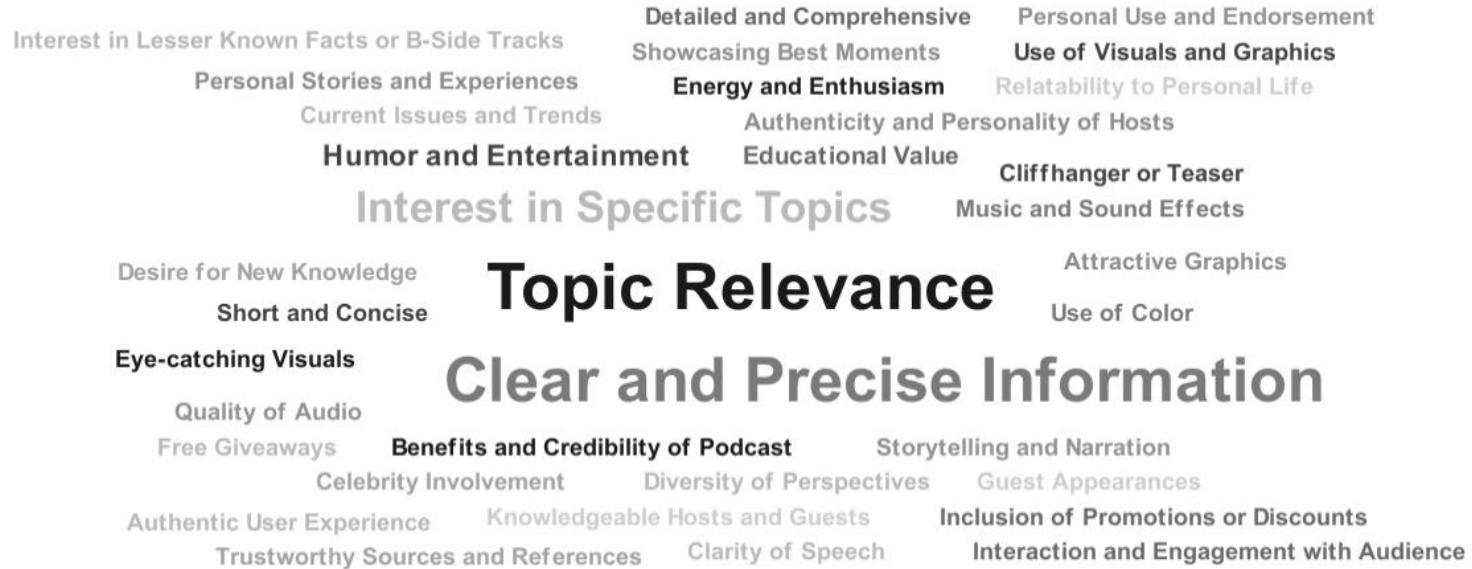 Detailed and Comprehensive
Personal Use and Endorsement
Interest in Lesser Known Facts or B-Side Tracks
Showcasing Best Moments
Use of Visuals and Graphics
Personal Stories and Experiences
Energy and Enthusiasm
Relatability to Personal Life
Current Issues and Trends
Authenticity and Personality of Hosts
Humor and Entertainment
Educational Value
Cliffhanger or Teaser
Interest in Specific Topics
Music and Sound Effects
Desire for New Knowledge
Topic Relevance
Attractive Graphics
Short and Concise
Use of Color
Eye-catching Visuals
Clear and Precise Information
Quality of Audio
Free Giveaways
Benefits and Credibility of Podcast
Storytelling and Narration
Celebrity Involvement
Diversity of Perspectives
Guest Appearances
Authentic User Experience
Knowledgeable Hosts and Guests
Inclusion of Promotions or Discounts
Trustworthy Sources and References
Clarity of Speech
Interaction and Engagement with Audience